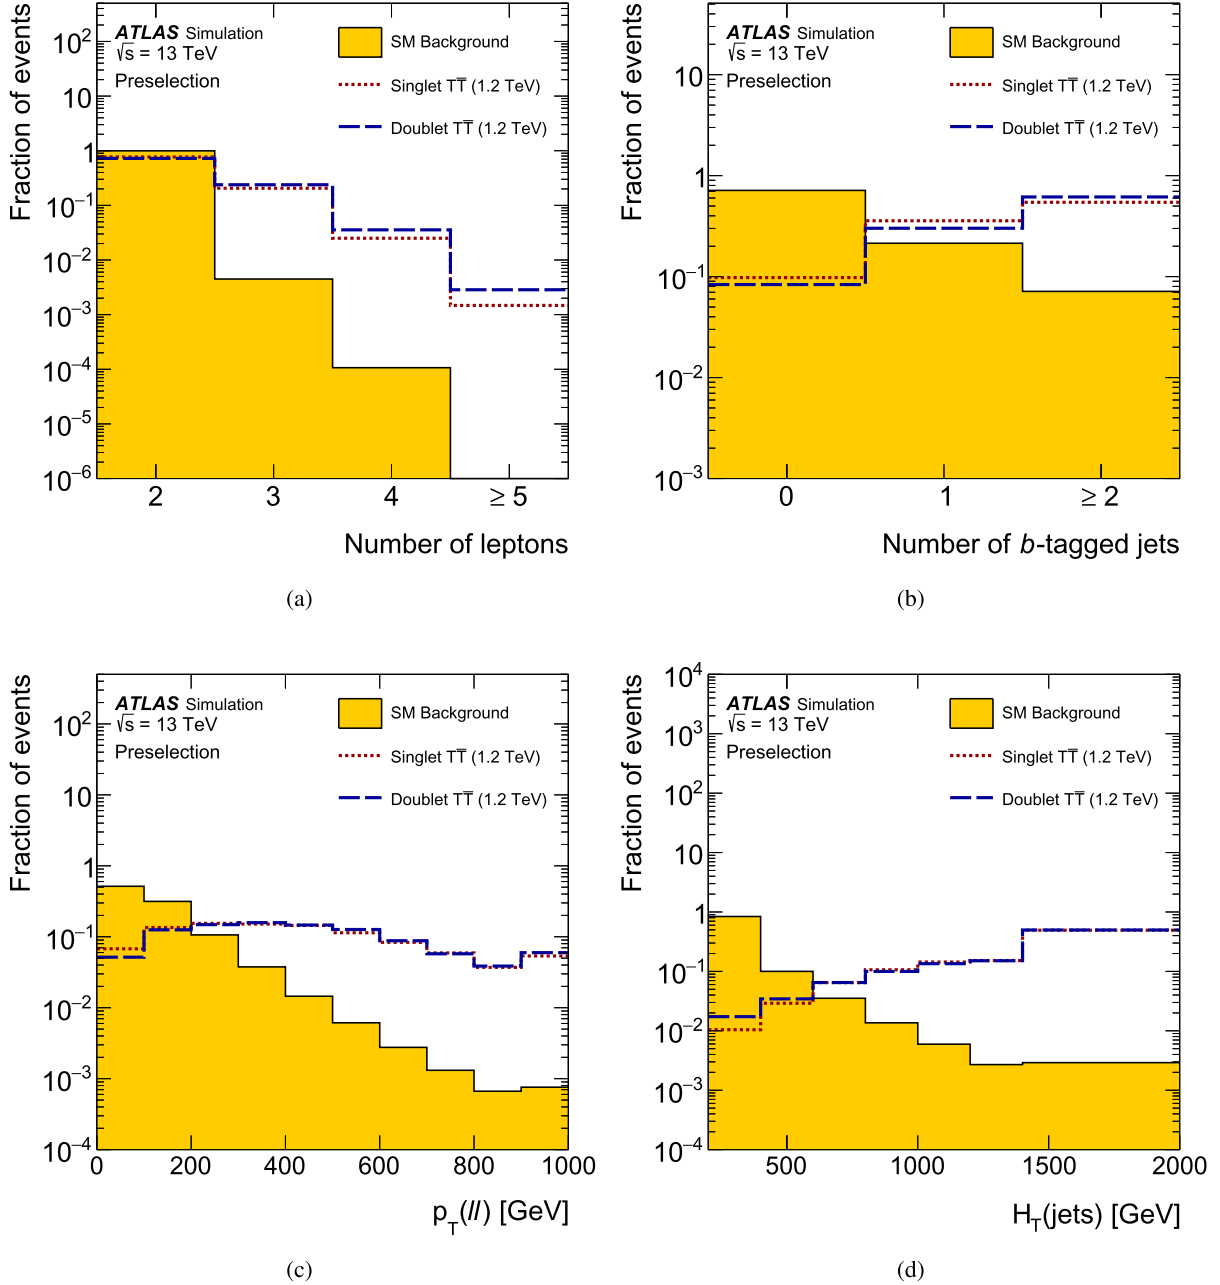 Fraction of events
ATLAS Simulation
√s = 13 TeV
Preselection
SM Background
Singlet TT̅ (1.2 TeV)
Doublet TT̅ (1.2 TeV)
10²
10
1
10⁻¹
10⁻²
10⁻³
10⁻⁴
10⁻⁵
10⁻⁶
2 3 4 ≥ 5
Number of leptons
(a)
Fraction of events
ATLAS Simulation
√s = 13 TeV
Preselection
SM Background
Singlet TT̅ (1.2 TeV)
Doublet TT̅ (1.2 TeV)
10
1
10⁻¹
10⁻²
10⁻³
0 1 ≥ 2
Number of b-tagged jets
(b)
Fraction of events
ATLAS Simulation
√s = 13 TeV
Preselection
SM Background
Singlet TT̅ (1.2 TeV)
Doublet TT̅ (1.2 TeV)
10²
10
1
10⁻¹
10⁻²
10⁻³
10⁻⁴
0 200 400 600 800 1000
p_T(ll) [GeV]
(c)
Fraction of events
ATLAS Simulation
√s = 13 TeV
Preselection
SM Background
Singlet TT̅ (1.2 TeV)
Doublet TT̅ (1.2 TeV)
10⁴
10³
10²
10
1
10⁻¹
10⁻²
10⁻³
10⁻⁴
500 1000 1500 2000
H_T(jets) [GeV]
(d)